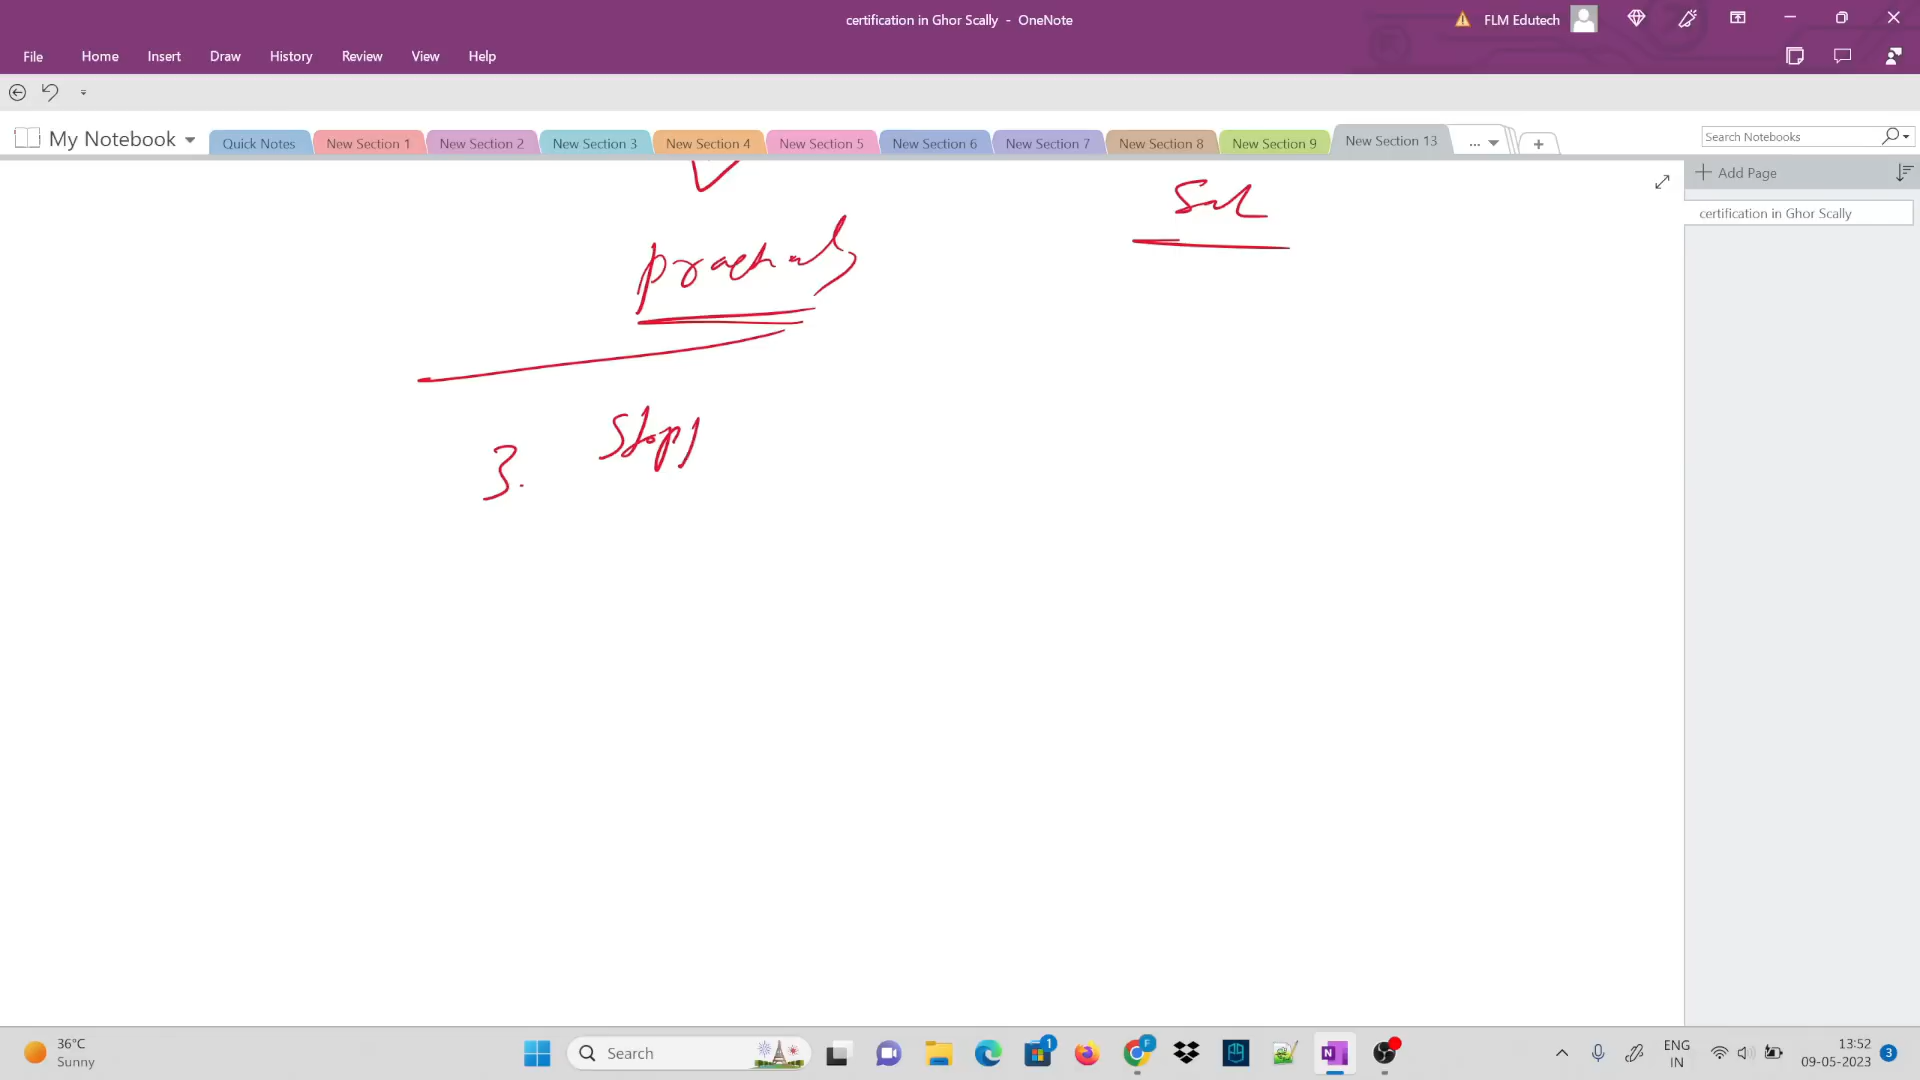 certification in Ghor Scally - OneNote
FLM Edutech
File Home Insert Draw History Review View Help
My Notebook
Quick Notes New Section 1 New Section 2 New Section 3 New Section 4 New Section 5 New Section 6 New Section 7 New Section 8 New Section 9 New Section 13 ...
Search Notebooks
Add Page
certification in Ghor Scally
3.
36°C
Sunny
Search
1
F
ENG
IN
13:52
09-05-2023
3